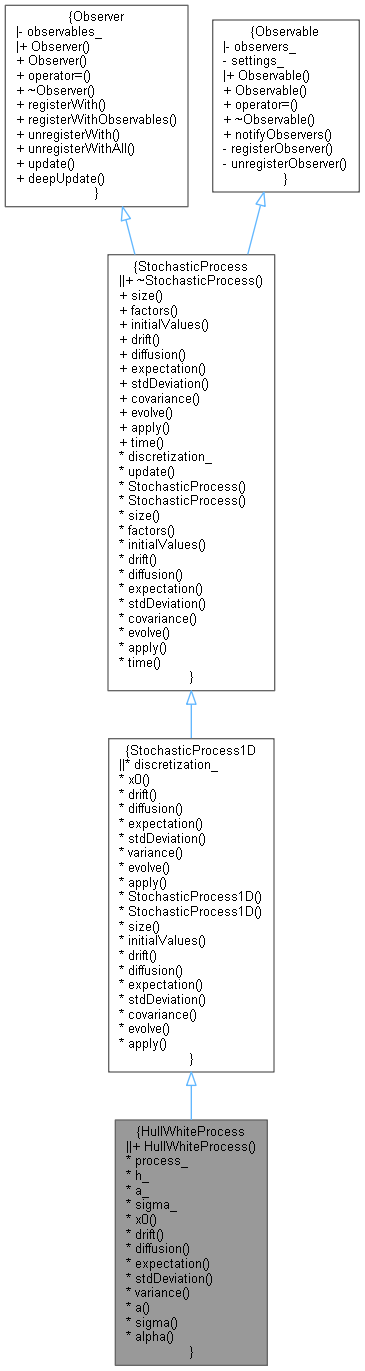 {Observer
|- observables_
|+ Observer()
+ Observer()
+ operator=()
+ ~Observer()
+ registerWith()
+ registerWithObservables()
+ unregisterWith()
+ unregisterWithAll()
+ update()
+ deepUpdate()
}
{Observable
|- observers_
- settings_
|+ Observable()
+ Observable()
+ operator=()
+ ~Observable()
+ notifyObservers()
- registerObserver()
- unregisterObserver()
}
{StochasticProcess
||+ ~StochasticProcess()
+ size()
+ factors()
+ initialValues()
+ drift()
+ diffusion()
+ expectation()
+ stdDeviation()
+ covariance()
+ evolve()
+ apply()
+ time()
* discretization_
* update()
* StochasticProcess()
* StochasticProcess()
* size()
* factors()
* initialValues()
* drift()
* diffusion()
* expectation()
* stdDeviation()
* covariance()
* evolve()
* apply()
* time()
}
{StochasticProcess1D
||* discretization_
* x0()
* drift()
* diffusion()
* expectation()
* stdDeviation()
* variance()
* evolve()
* apply()
* StochasticProcess1D()
* StochasticProcess1D()
* size()
* initialValues()
* drift()
* diffusion()
* expectation()
* stdDeviation()
* covariance()
* evolve()
* apply()
}
{HullWhiteProcess
||+ HullWhiteProcess()
* process_
* h_
* a_
* sigma_
* x0()
* drift()
* diffusion()
* expectation()
* stdDeviation()
* variance()
* a()
* sigma()
* alpha()
}